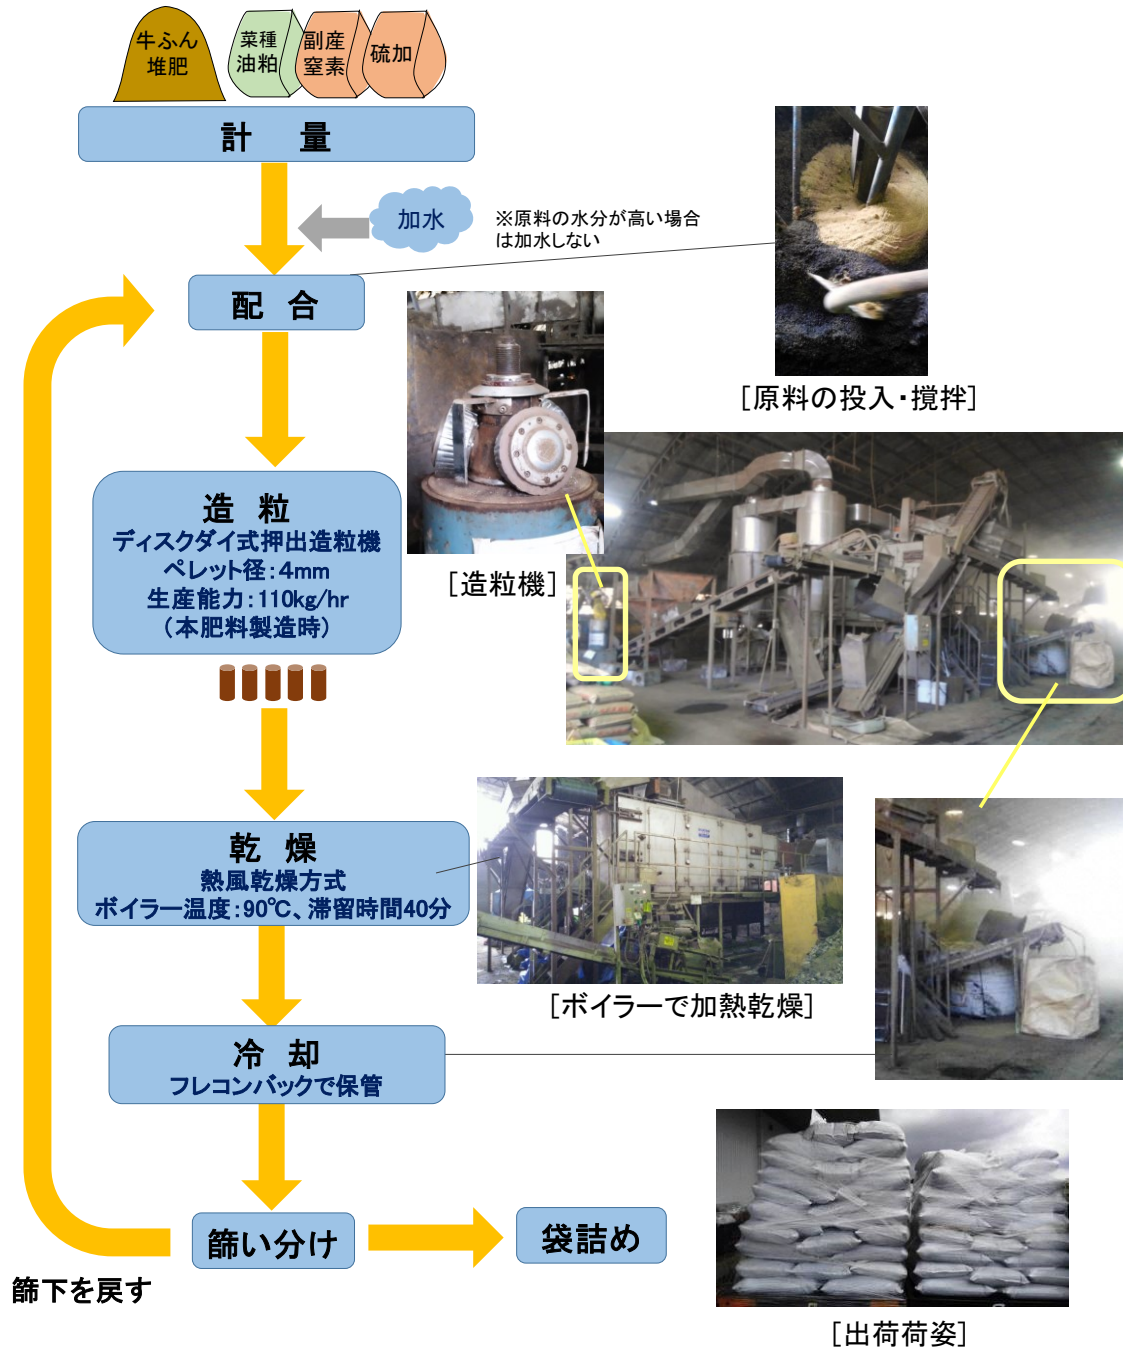 牛ふん
堆肥
菜種
油粕
副産
窒素
硫加
計 量
加水
※原料の水分が高い場合
は加水しない
配 合
[原料の投入・撹拌]
造 粒
ディスクダイ式押出造粒機
ペレット径：4mm
生産能力：110kg/hr
（本肥料製造時）
[造粒機]
乾 燥
熱風乾燥方式
ボイラー温度：90℃、滞留時間40分
[ボイラーで加熱乾燥]
冷 却
フレコンバックで保管
篩い分け
袋詰め
篩下を戻す
[出荷荷姿]